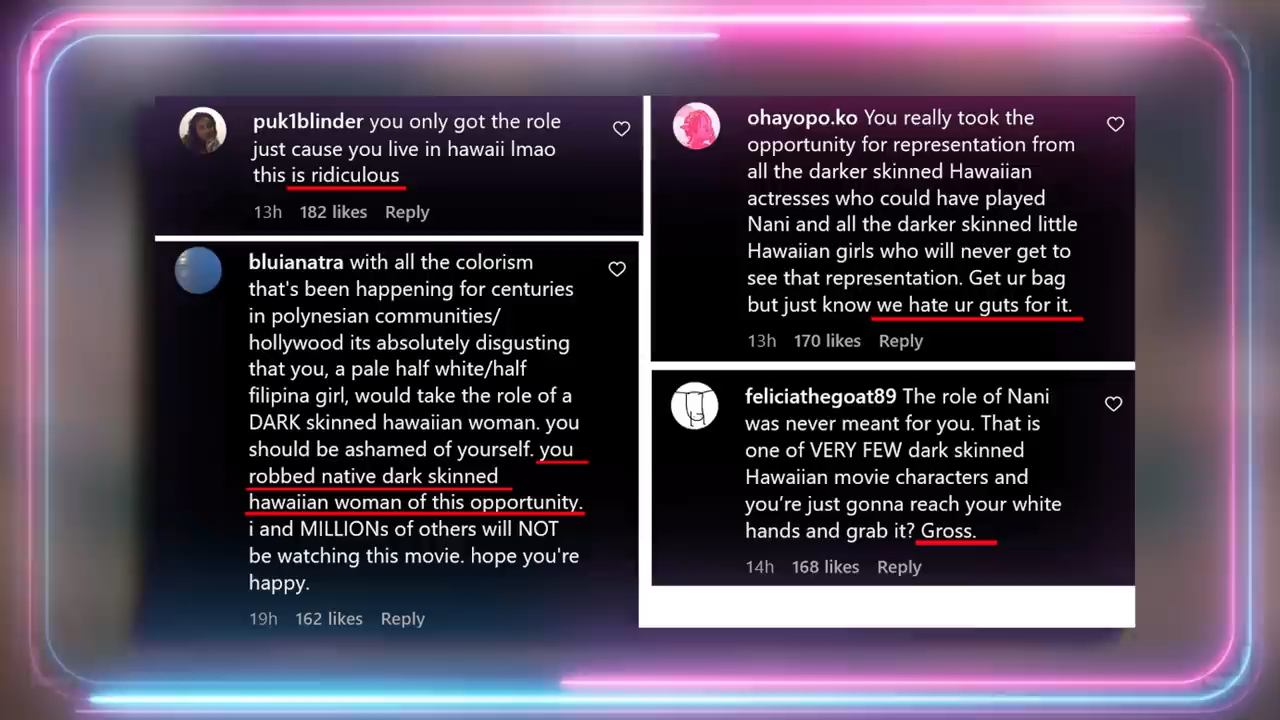 puk1blinder you only got the role
just cause you live in hawaii lmao
this is ridiculous
13h 182 likes Reply
bluianatra with all the colorism
that's been happening for centuries
in polynesian communities/
hollywood its absolutely disgusting
that you, a pale half white/half
filipina girl, would take the role of a
DARK skinned hawaiian woman. you
should be ashamed of yourself. you
robbed native dark skinned
hawaiian woman of this opportunity.
i and MILLIONs of others will NOT
be watching this movie. hope you're
happy.
19h 162 likes Reply
ohayopo.ko You really took the
opportunity for representation from
all the darker skinned Hawaiian
actresses who could have played
Nani and all the darker skinned little
Hawaiian girls who will never get to
see that representation. Get ur bag
but just know we hate ur guts for it.
13h 170 likes Reply
feliciathegoat89 The role of Nani
was never meant for you. That is
one of VERY FEW dark skinned
Hawaiian movie characters and
you’re just gonna reach your white
hands and grab it? Gross.
14h 168 likes Reply